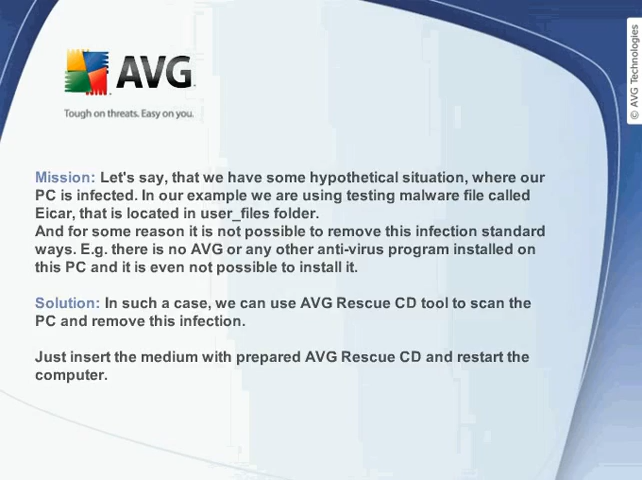 © AVG Technologies
AVG
Tough on threats. Easy on you.
Mission: Let's say, that we have some hypothetical situation, where our
PC is infected. In our example we are using testing malware file called
Eicar, that is located in user_files folder.
And for some reason it is not possible to remove this infection standard
ways. E.g. there is no AVG or any other anti-virus program installed on
this PC and it is even not possible to install it.
Solution: In such a case, we can use AVG Rescue CD tool to scan the
PC and remove this infection.
Just insert the medium with prepared AVG Rescue CD and restart the
computer.